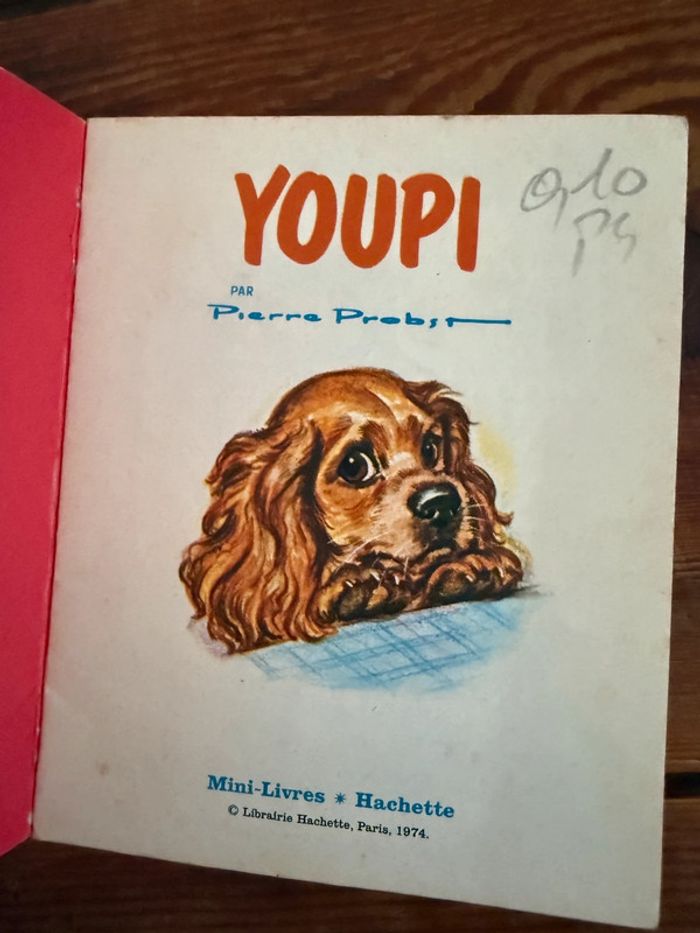 YOUPI
PAR
Pierre Probst
Mini-Livres * Hachette
© Librairie Hachette, Paris, 1974.